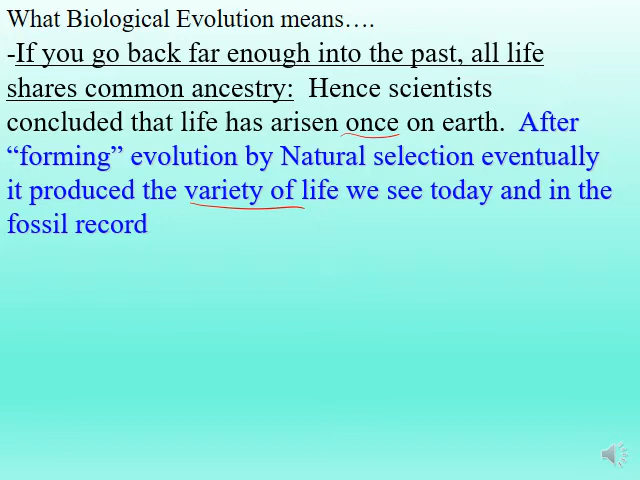 What Biological Evolution means….
-If you go back far enough into the past, all life
shares common ancestry:  Hence scientists
concluded that life has arisen once on earth.  After
“forming” evolution by Natural selection eventually
it produced the variety of life we see today and in the
fossil record